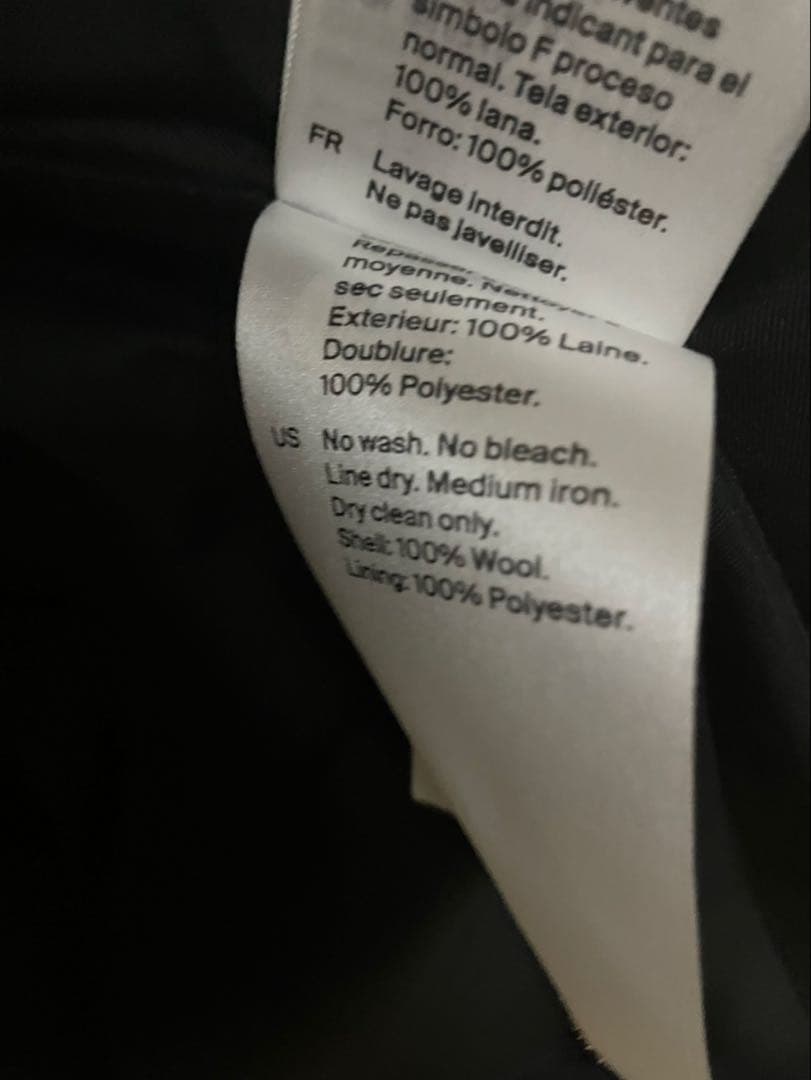 indicant para el
símbolo F proceso
normal. Tela exterior:
100% lana.
Forro: 100% poliéster.
FR Lavage interdit.
Ne pas javelliser.
Repasser
moyenne. Nettoyer
sec seulement.
Exterieur: 100% Laine.
Doublure:
100% Polyester.
US No wash. No bleach.
Line dry. Medium iron.
Dry clean only.
Shell: 100% Wool.
Lining: 100% Polyester.